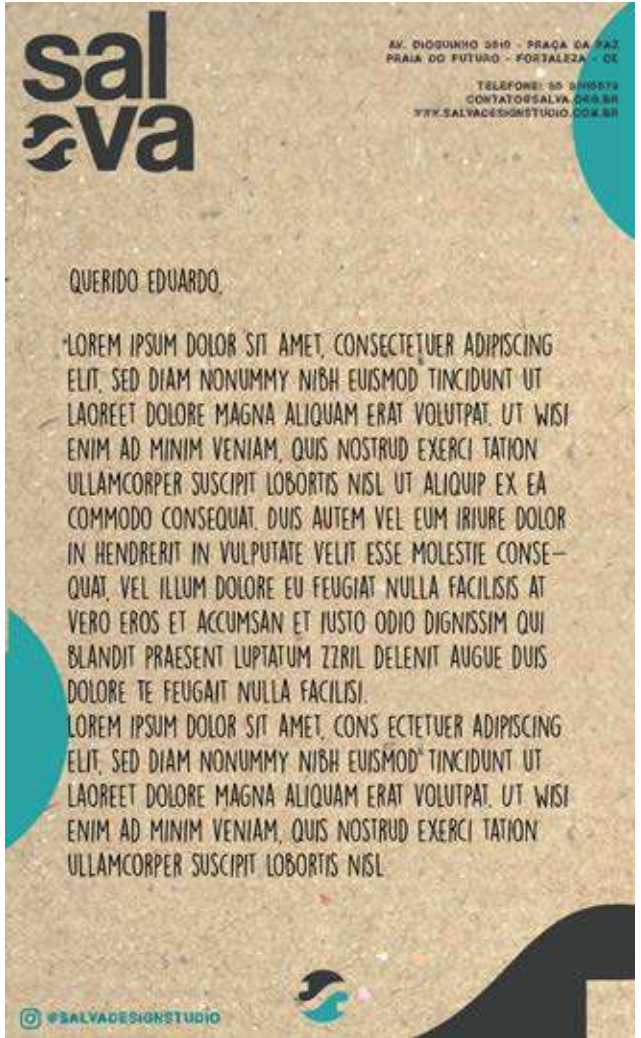 sal
va
AV. DIOGUINHO - PRAÇA DA PAZ
PRAIA DO FUTURO - FORTALEZA - CE
TELEFONE:
CONTATO@SALVA.ORG.BR
WWW.SALVADESIGNSTUDIO.COM.BR
QUERIDO EDUARDO,
LOREM IPSUM DOLOR SIT AMET, CONSECTETUER ADIPISCING
ELIT, SED DIAM NONUMMY NIBH EUISMOD TINCIDUNT UT
LAOREET DOLORE MAGNA ALIQUAM ERAT VOLUTPAT. UT WISI
ENIM AD MINIM VENIAM, QUIS NOSTRUD EXERCI TATION
ULLAMCORPER SUSCIPIT LOBORTIS NISL UT ALIQUIP EX EA
COMMODO CONSEQUAT. DUIS AUTEM VEL EUM IRIURE DOLOR
IN HENDRERIT IN VULPUTATE VELIT ESSE MOLESTIE CONSE-
QUAT, VEL ILLUM DOLORE EU FEUGIAT NULLA FACILISIS AT
VERO EROS ET ACCUMSAN ET IUSTO ODIO DIGNISSIM QUI
BLANDIT PRAESENT LUPTATUM ZZRIL DELENIT AUGUE DUIS
DOLORE TE FEUGAIT NULLA FACILISI.
LOREM IPSUM DOLOR SIT AMET, CONS ECTETUER ADIPISCING
ELIT, SED DIAM NONUMMY NIBH EUISMOD TINCIDUNT UT
LAOREET DOLORE MAGNA ALIQUAM ERAT VOLUTPAT. UT WISI
ENIM AD MINIM VENIAM, QUIS NOSTRUD EXERCI TATION
ULLAMCORPER SUSCIPIT LOBORTIS NISL
@SALVADESIGNSTUDIO